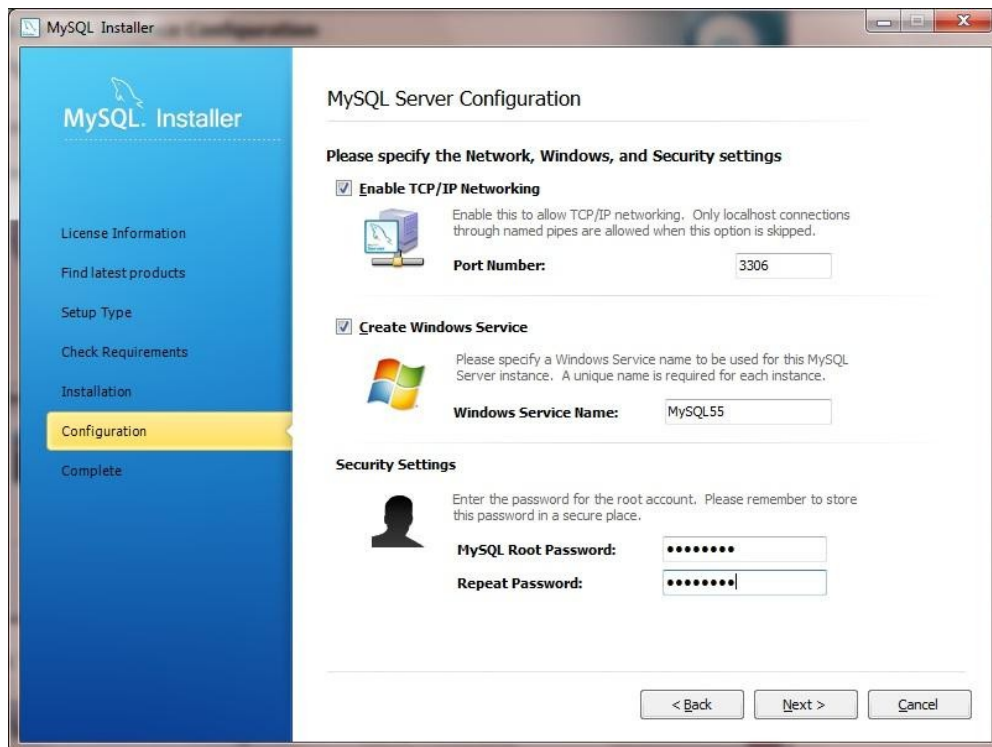 MySQL Installer
MySQL. Installer
License Information
Find latest products
Setup Type
Check Requirements
Installation
Configuration
Complete
MySQL Server Configuration
Please specify the Network, Windows, and Security settings
Enable TCP/IP Networking
Enable this to allow TCP/IP networking. Only localhost connections
through named pipes are allowed when this option is skipped.
Port Number: 3306
Create Windows Service
Please specify a Windows Service name to be used for this MySQL
Server instance. A unique name is required for each instance.
Windows Service Name: MySQL55
Security Settings
Enter the password for the root account. Please remember to store
this password in a secure place.
MySQL Root Password: ●●●●●●●●
Repeat Password: ●●●●●●●●
< Back Next > Cancel